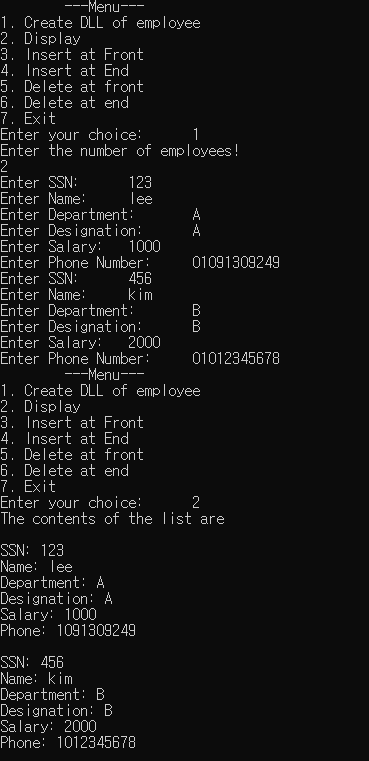 ---Menu---
1. Create DLL of employee
2. Display
3. Insert at Front
4. Insert at End
5. Delete at front
6. Delete at end
7. Exit
Enter your choice: 1
Enter the number of employees!
2
Enter SSN: 123
Enter Name: lee
Enter Department: A
Enter Designation: A
Enter Salary: 1000
Enter Phone Number: 01091309249
Enter SSN: 456
Enter Name: kim
Enter Department: B
Enter Designation: B
Enter Salary: 2000
Enter Phone Number: 01012345678
---Menu---
1. Create DLL of employee
2. Display
3. Insert at Front
4. Insert at End
5. Delete at front
6. Delete at end
7. Exit
Enter your choice: 2
The contents of the list are
SSN: 123
Name: lee
Department: A
Designation: A
Salary: 1000
Phone: 1091309249
SSN: 456
Name: kim
Department: B
Designation: B
Salary: 2000
Phone: 1012345678